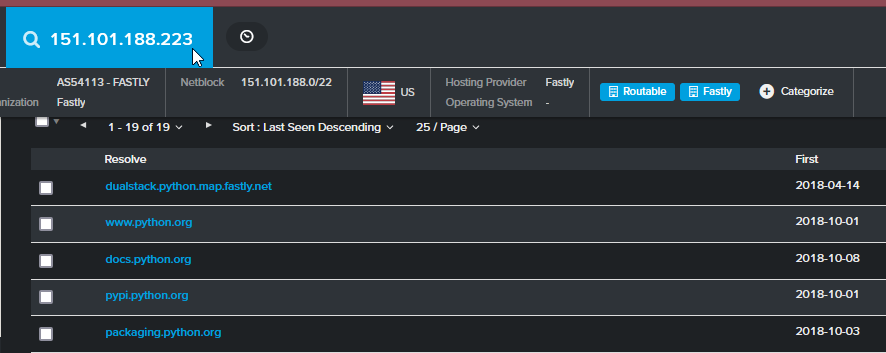 151.101.188.223
AS54113 - FASTLY
Netblock 151.101.188.0/22
US
Hosting Provider Fastly
Routable
Fastly
Categorize
nization Fastly
Operating System -
1 - 19 of 19
Sort : Last Seen Descending
25 / Page
Resolve First
dualstack.python.map.fastly.net 2018-04-14
www.python.org 2018-10-01
docs.python.org 2018-10-08
pypi.python.org 2018-10-01
packaging.python.org 2018-10-03